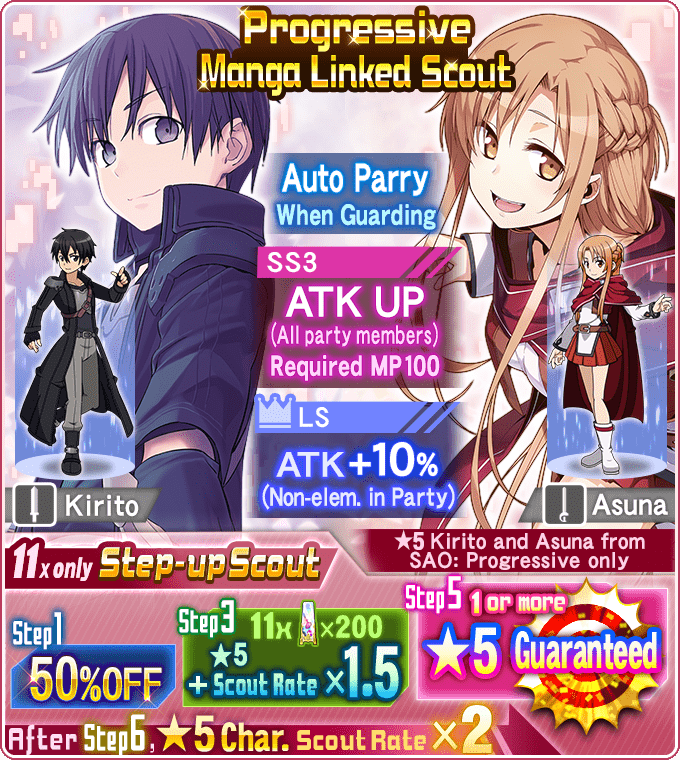 Progressive
Manga Linked Scout
Auto Parry
When Guarding
SS3
ATK UP
(All party members)
Required MP100
LS
ATK+10%
(Non-elem. in Party)
Kirito
Asuna
11x only Step-up Scout
★5 Kirito and Asuna from
SAO: Progressive only
Step1
50%OFF
Step3 11x ×200
★5
+ Scout Rate ×1.5
Step5 1 or more
★5 Guaranteed
After Step6, ★5 Char. Scout Rate ×2